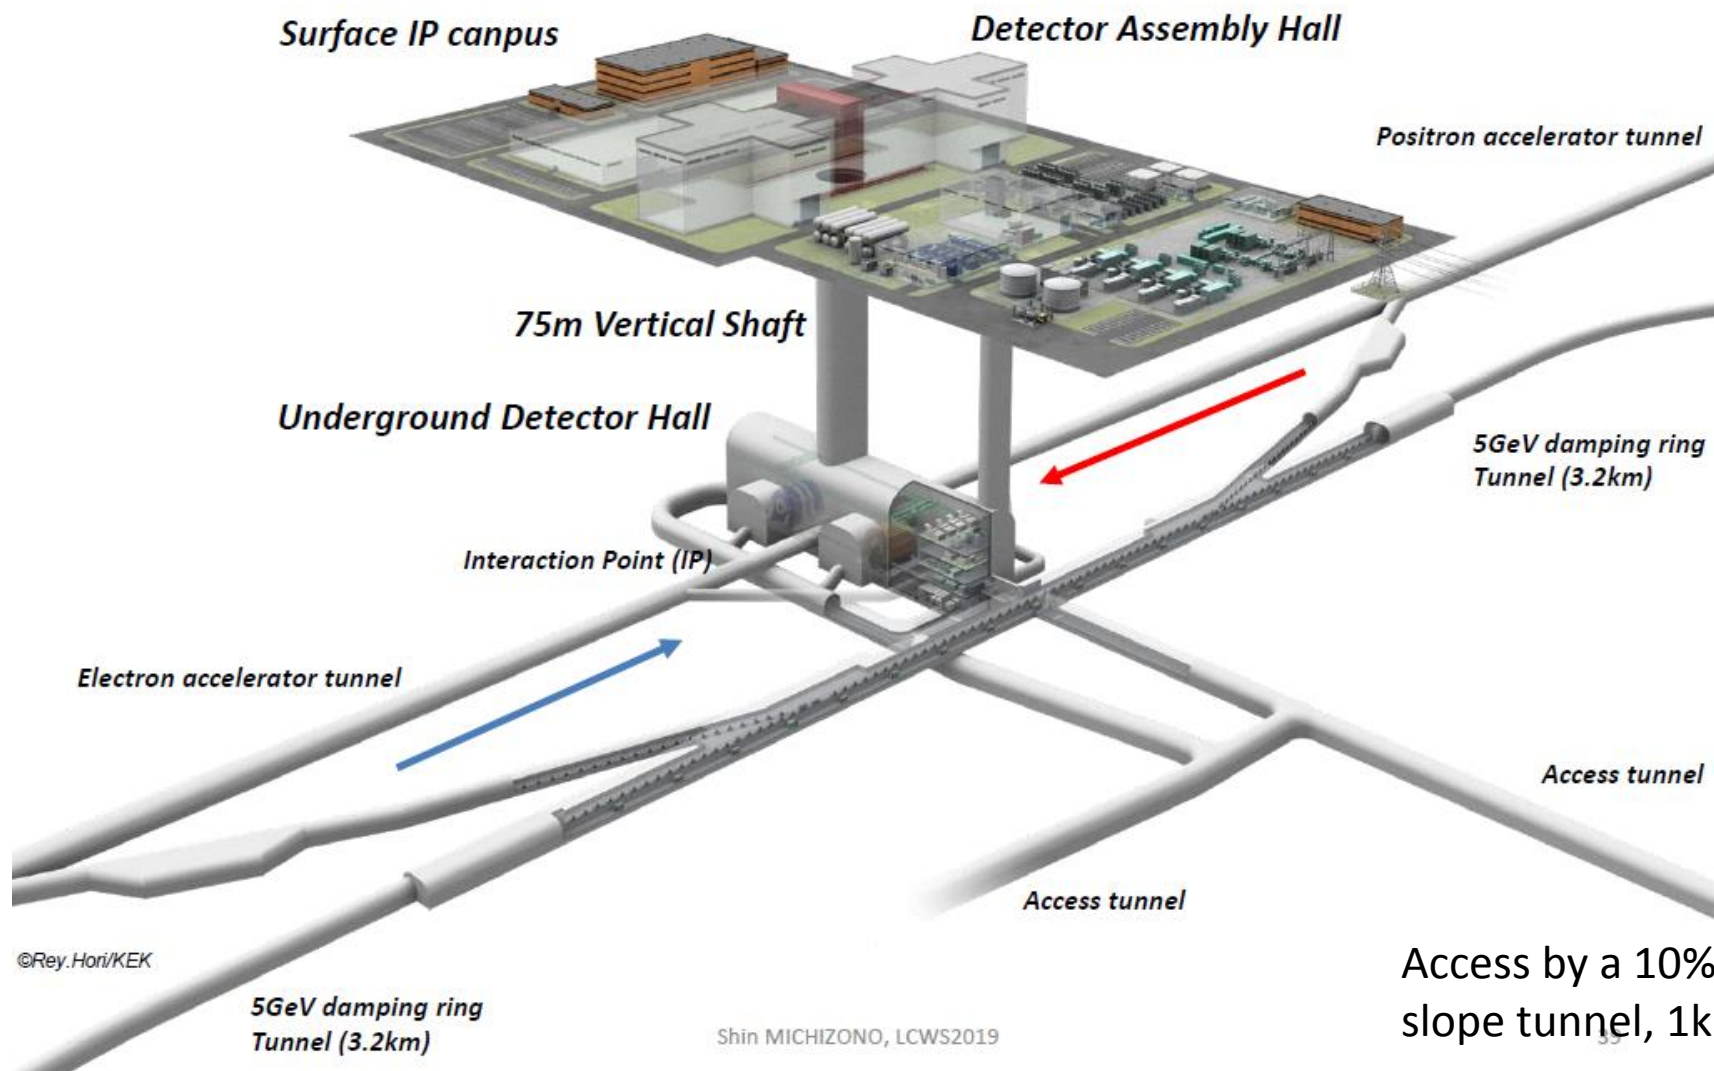 Surface IP canpus
Detector Assembly Hall
Positron accelerator tunnel
75m Vertical Shaft
Underground Detector Hall
5GeV damping ring
Tunnel (3.2km)
Interaction Point (IP)
Electron accelerator tunnel
Access tunnel
Access tunnel
©Rey.Hori/KEK
Access by a 10%
slope tunnel, 1k
5GeV damping ring
Tunnel (3.2km)
Shin MICHIZONO, LCWS2019
39